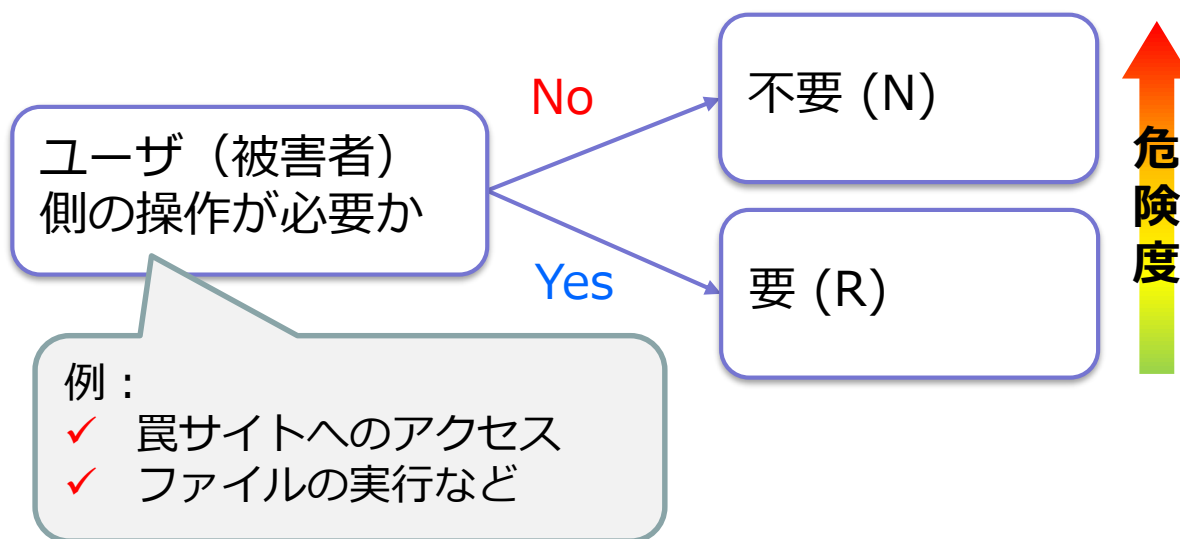 ユーザ（被害者）
側の操作が必要か
No
不要 (N)
Yes
要 (R)
例：
罠サイトへのアクセス
ファイルの実行など
危険度